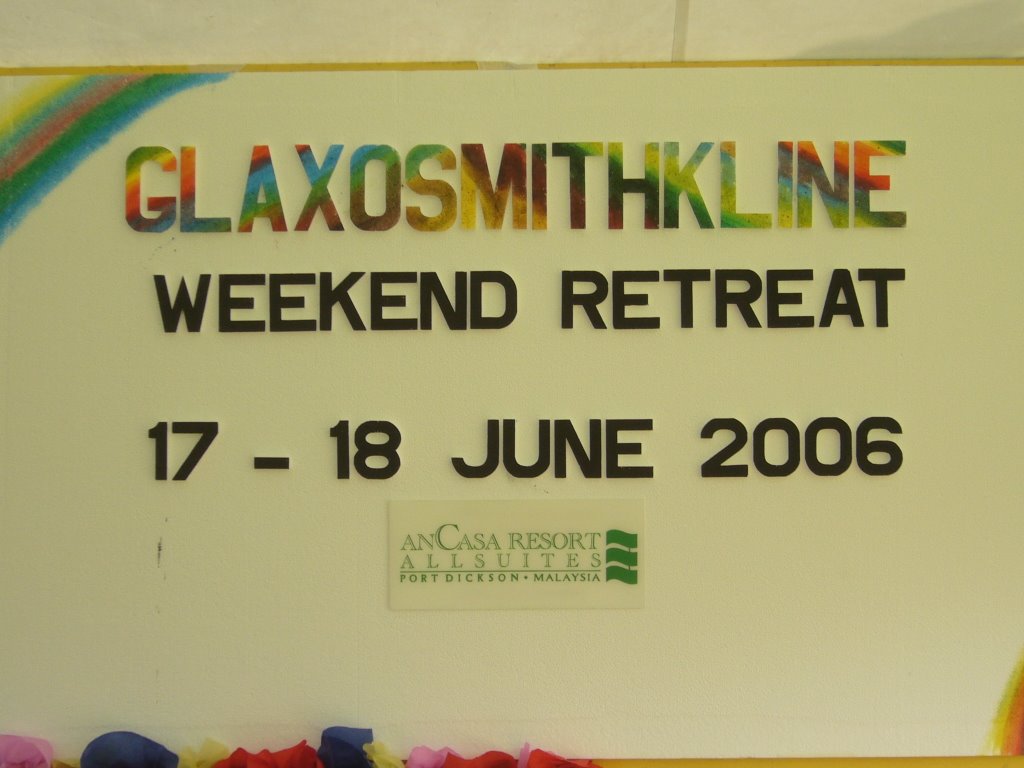 GLAXOSMITHKLINE
WEEKEND RETREAT
17 - 18 JUNE 2006
ANCASA RESORT
ALLSUITES
PORT DICKSON • MALAYSIA